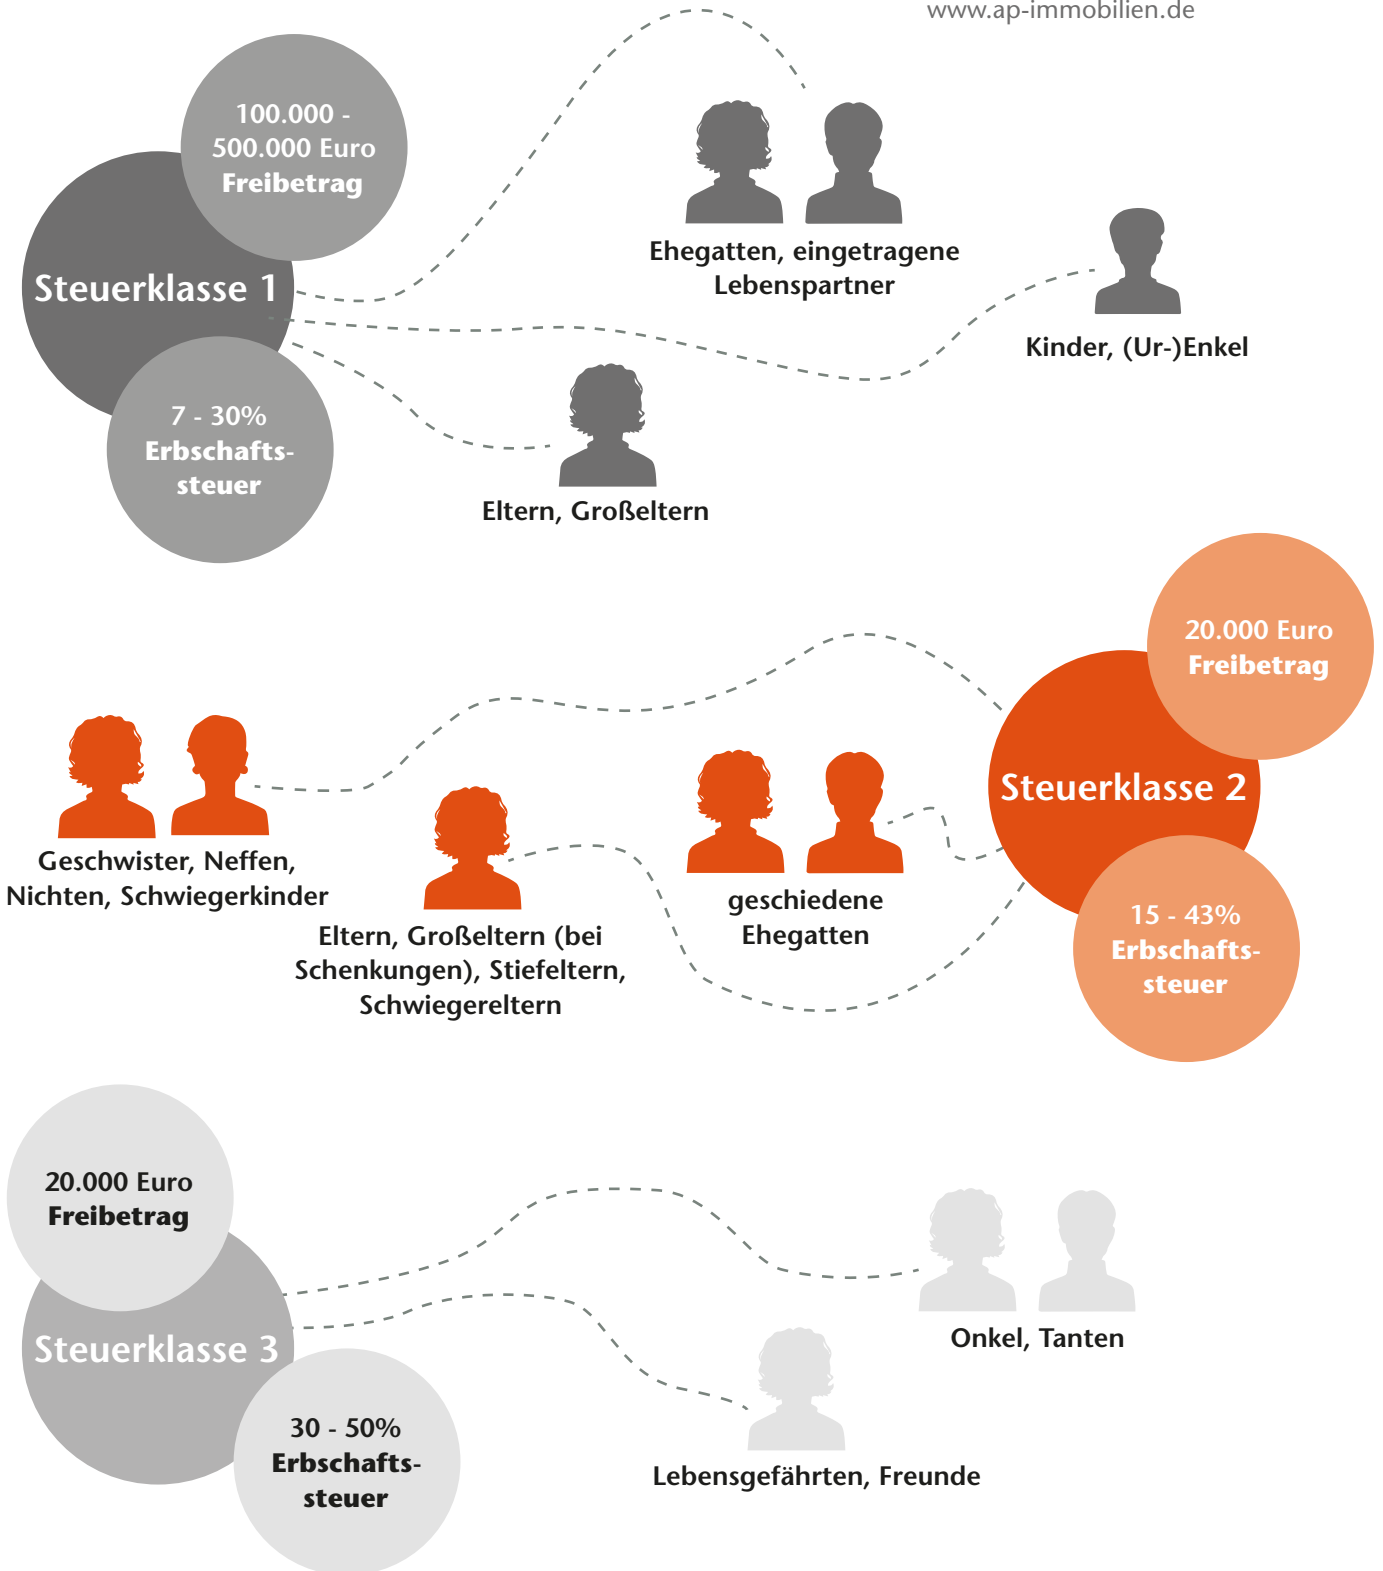 www.ap-immobilien.de
100.000 -
500.000 Euro
Freibetrag
Steuerklasse 1
7 - 30%
Erbschafts-
steuer
Ehegatten, eingetragene
Lebenspartner
Kinder, (Ur-)Enkel
Eltern, Großeltern
20.000 Euro
Freibetrag
Steuerklasse 2
15 - 43%
Erbschafts-
steuer
Geschwister, Neffen,
Nichten, Schwiegerkinder
Eltern, Großeltern (bei
Schenkungen), Stiefeltern,
Schwiegereltern
geschiedene
Ehegatten
20.000 Euro
Freibetrag
Steuerklasse 3
30 - 50%
Erbschafts-
steuer
Onkel, Tanten
Lebensgefährten, Freunde